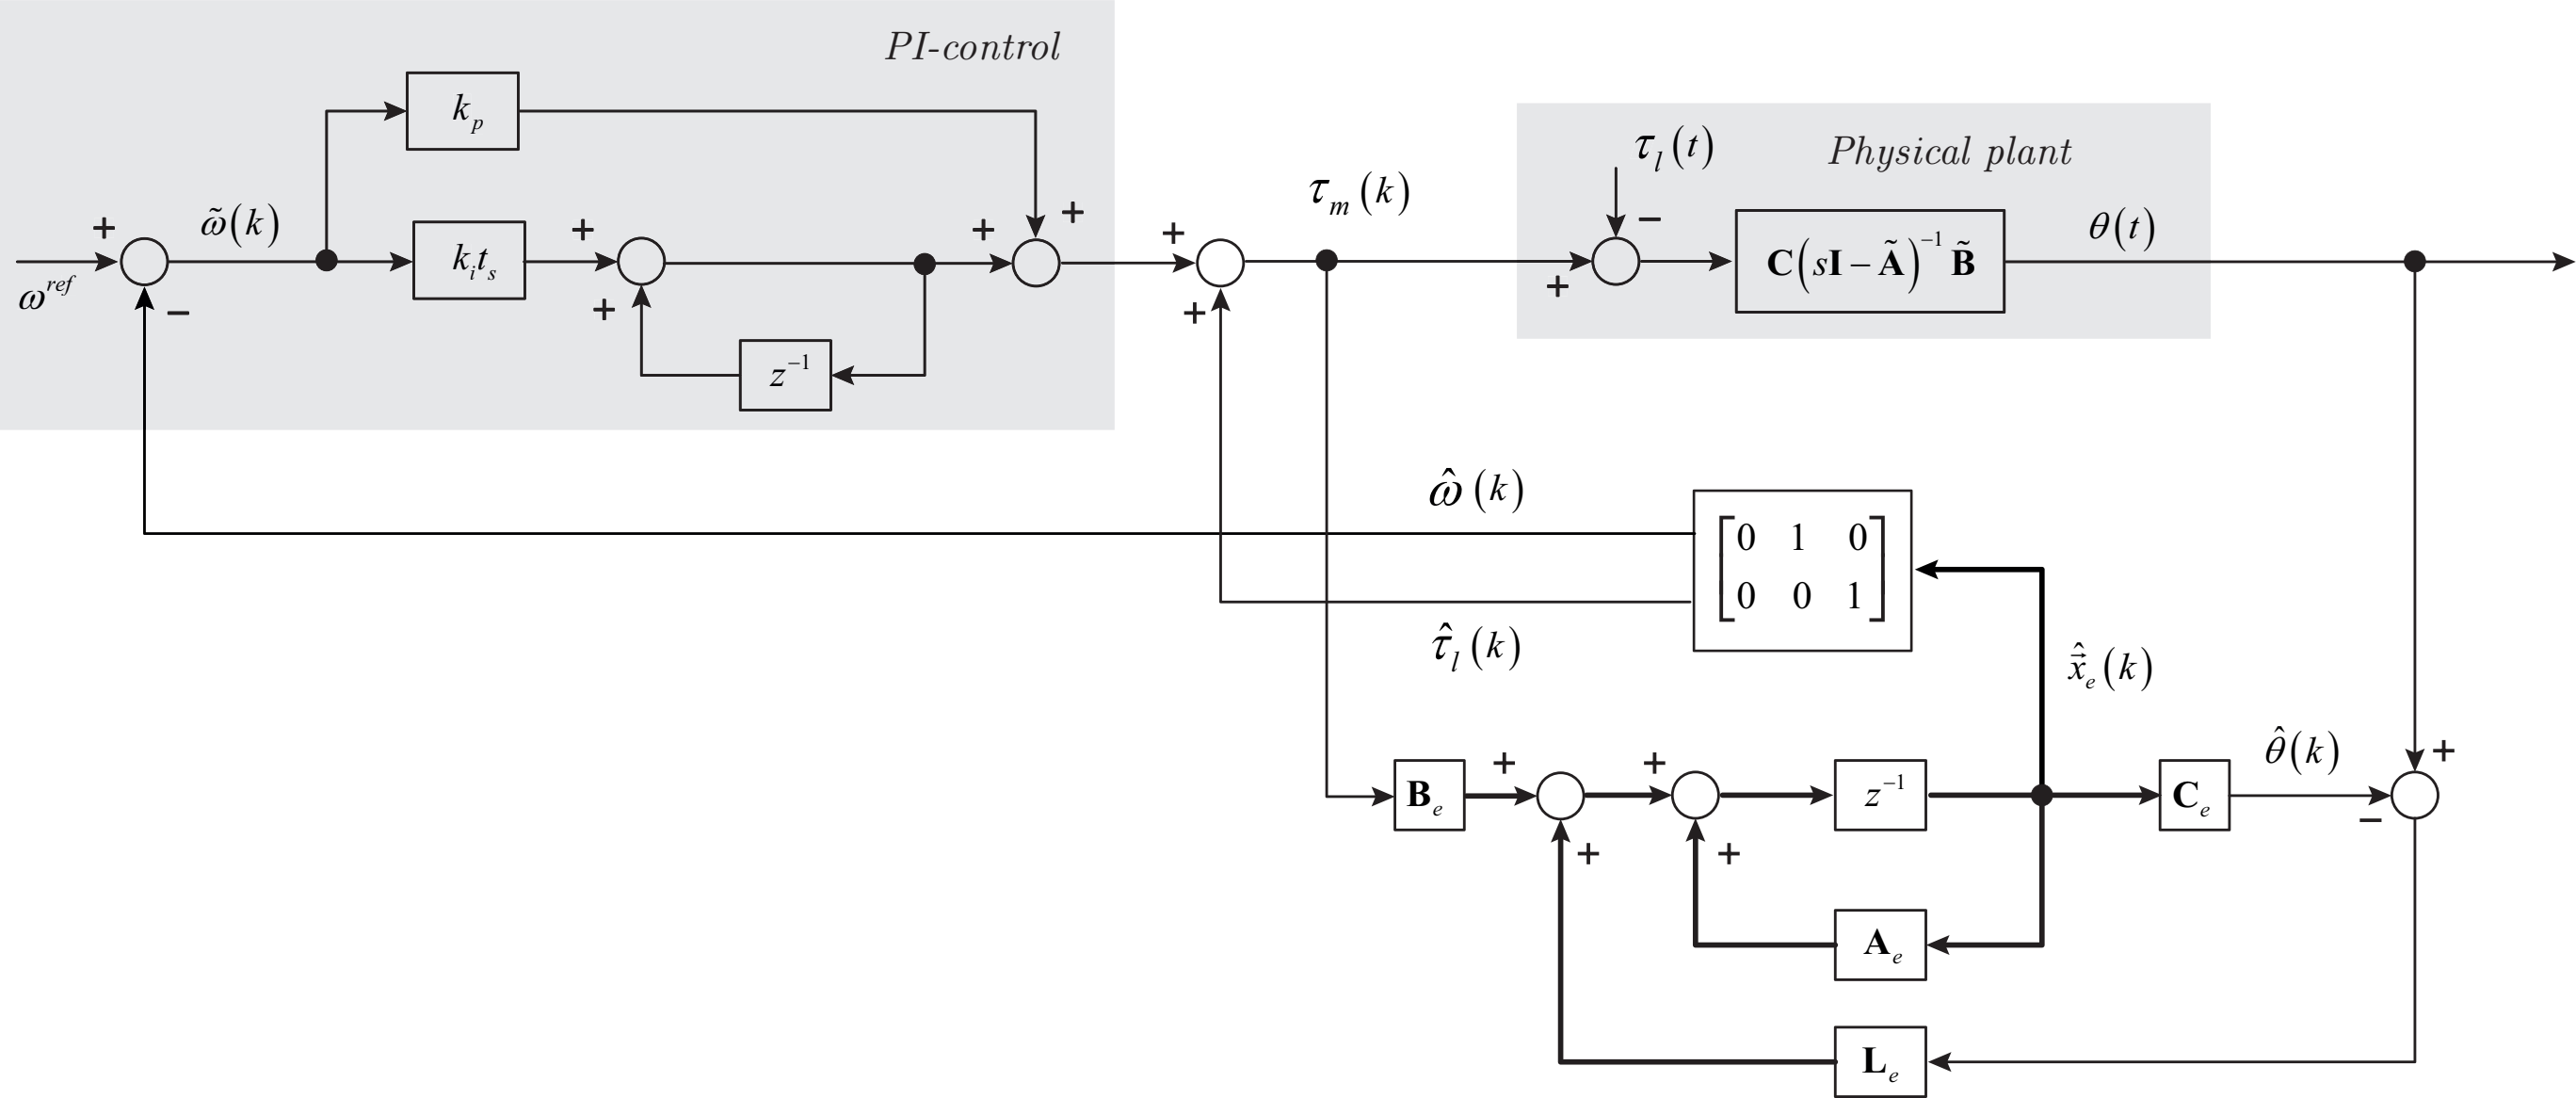 PI-control
k_p
τ_l(t)
Physical plant
τ_m(k)
+
ω̃(k)
+
+
+
+
θ(t)
−
k_i t_s
C(sI − Ã)⁻¹ B̃
ω^ref
−
+
+
+
z⁻¹
ω̂(k)
0 1 0
0 0 1
τ̂_l(k)
x̂⃗_e(k)
+
+
θ̂(k)
+
B_e
z⁻¹
C_e
−
+
+
A_e
L_e